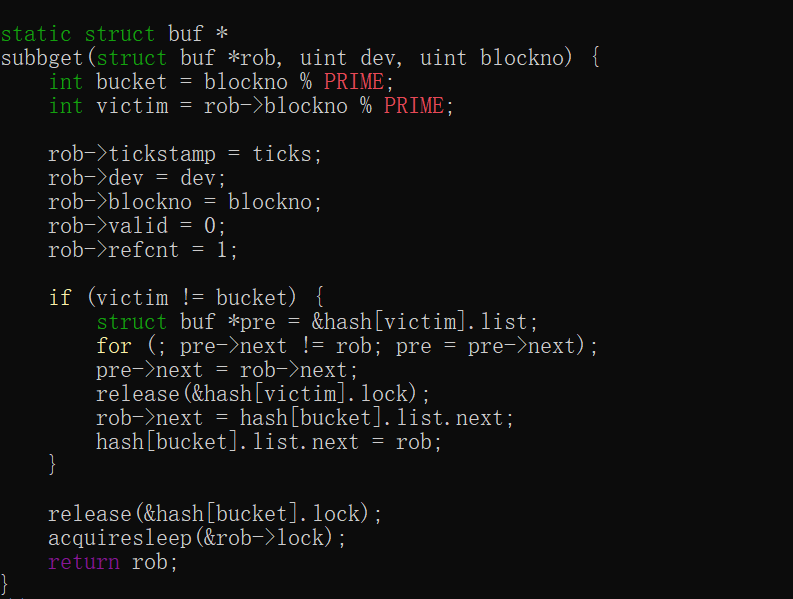 static struct buf *
subbget(struct buf *rob, uint dev, uint blockno) {
    int bucket = blockno % PRIME;
    int victim = rob->blockno % PRIME;

    rob->tickstamp = ticks;
    rob->dev = dev;
    rob->blockno = blockno;
    rob->valid = 0;
    rob->refcnt = 1;

    if (victim != bucket) {
        struct buf *pre = &hash[victim].list;
        for (; pre->next != rob; pre = pre->next);
        pre->next = rob->next;
        release(&hash[victim].lock);
        rob->next = hash[bucket].list.next;
        hash[bucket].list.next = rob;
    }

    release(&hash[bucket].lock);
    acquiresleep(&rob->lock);
    return rob;
}